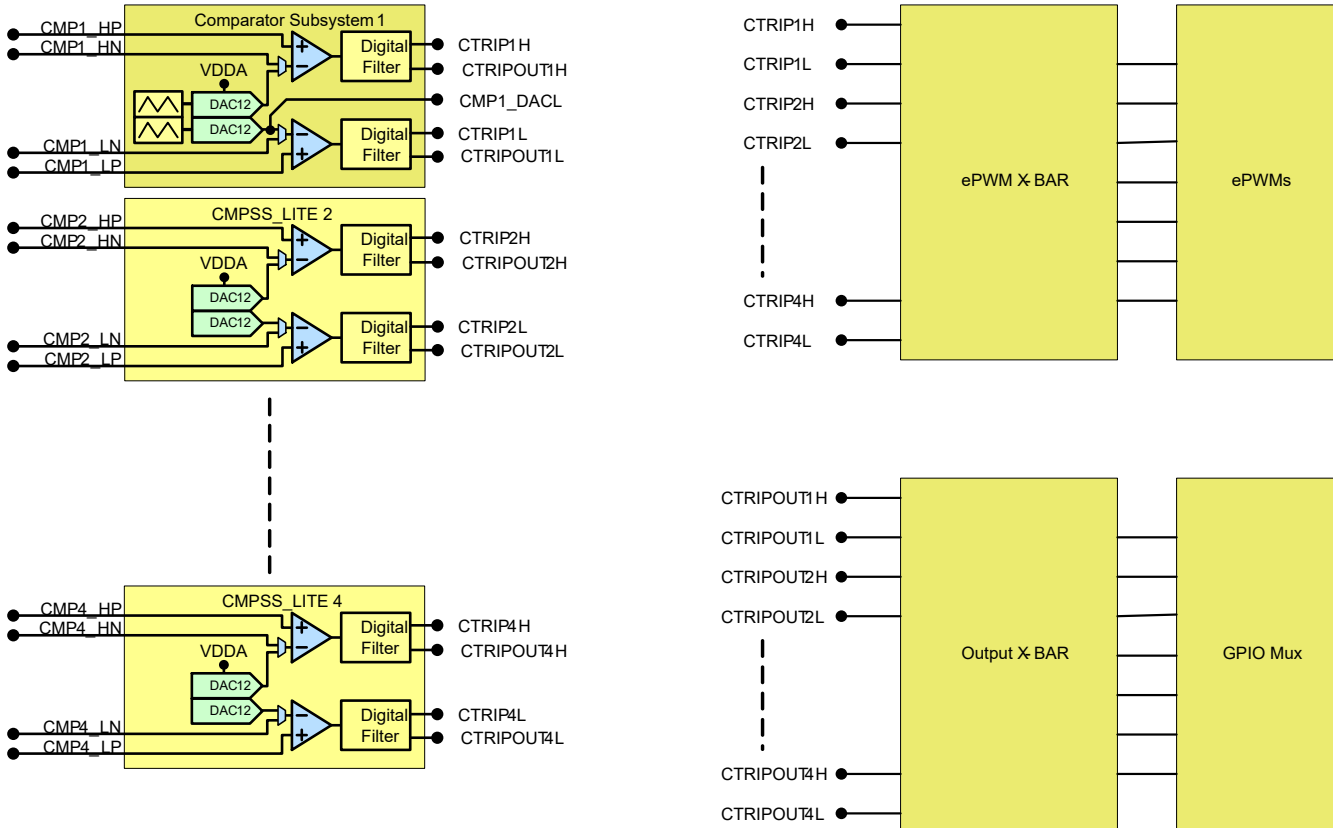 Comparator Subsystem 1
CMP1_HP
CMP1_HN
VDDA
DAC12
DAC12
CMP1_LN
CMP1_LP
Digital
Filter
Digital
Filter
CTRIP1H
CTRIPOUT1H
CMP1_DACL
CTRIP1L
CTRIPOUT1L
CMPSS_LITE 2
CMP2_HP
CMP2_HN
VDDA
DAC12
DAC12
CMP2_LN
CMP2_LP
Digital
Filter
Digital
Filter
CTRIP2H
CTRIPOUT2H
CTRIP2L
CTRIPOUT2L
CMPSS_LITE 4
CMP4_HP
CMP4_HN
VDDA
DAC12
DAC12
CMP4_LN
CMP4_LP
Digital
Filter
Digital
Filter
CTRIP4H
CTRIPOUT4H
CTRIP4L
CTRIPOUT4L
CTRIP1H
CTRIP1L
CTRIP2H
CTRIP2L
CTRIP4H
CTRIP4L
ePWM X-BAR
ePWMs
CTRIPOUT1H
CTRIPOUT1L
CTRIPOUT2H
CTRIPOUT2L
CTRIPOUT4H
CTRIPOUT4L
Output X-BAR
GPIO Mux